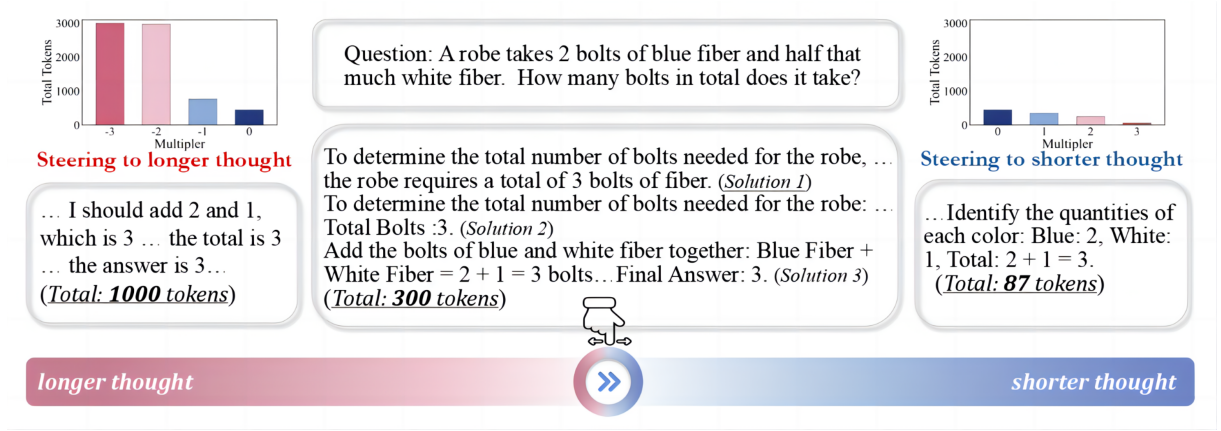 3000
2000
1000
0
Total Tokens
-3 -2 -1 0
Multipler
Steering to longer thought
… I should add 2 and 1,
which is 3 … the total is 3
… the answer is 3…
(Total: 1000 tokens)
Question: A robe takes 2 bolts of blue fiber and half that
much white fiber. How many bolts in total does it take?
To determine the total number of bolts needed for the robe, …
the robe requires a total of 3 bolts of fiber. (Solution 1)
To determine the total number of bolts needed for the robe: …
Total Bolts :3. (Solution 2)
Add the bolts of blue and white fiber together: Blue Fiber +
White Fiber = 2 + 1 = 3 bolts…Final Answer: 3. (Solution 3)
(Total: 300 tokens)
3000
2000
1000
0
Total Tokens
0 1 2 3
Multipler
Steering to shorter thought
…Identify the quantities of
each color: Blue: 2, White:
1, Total: 2 + 1 = 3.
(Total: 87 tokens)
longer thought
shorter thought